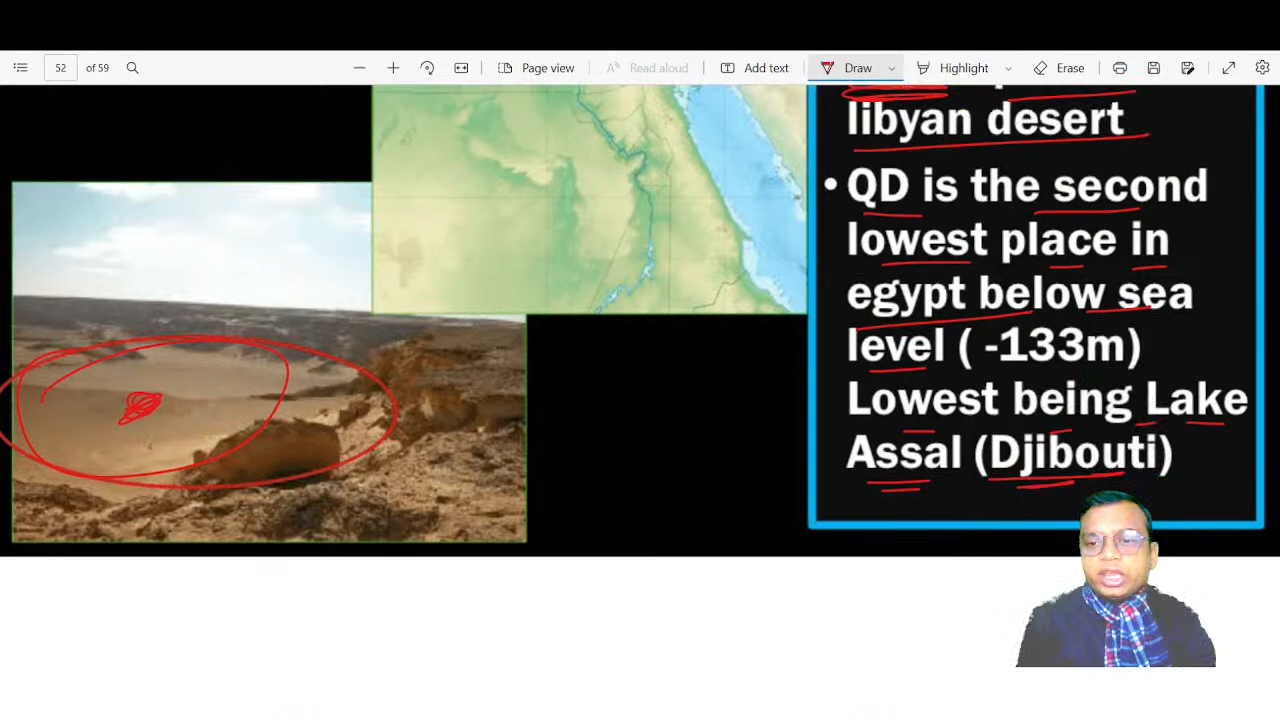 52 of 59 Page view Read aloud Add text Draw Highlight Erase
libyan desert
• QD is the second
lowest place in
egypt below sea
level ( -133m)
Lowest being Lake
Assal (Djibouti)